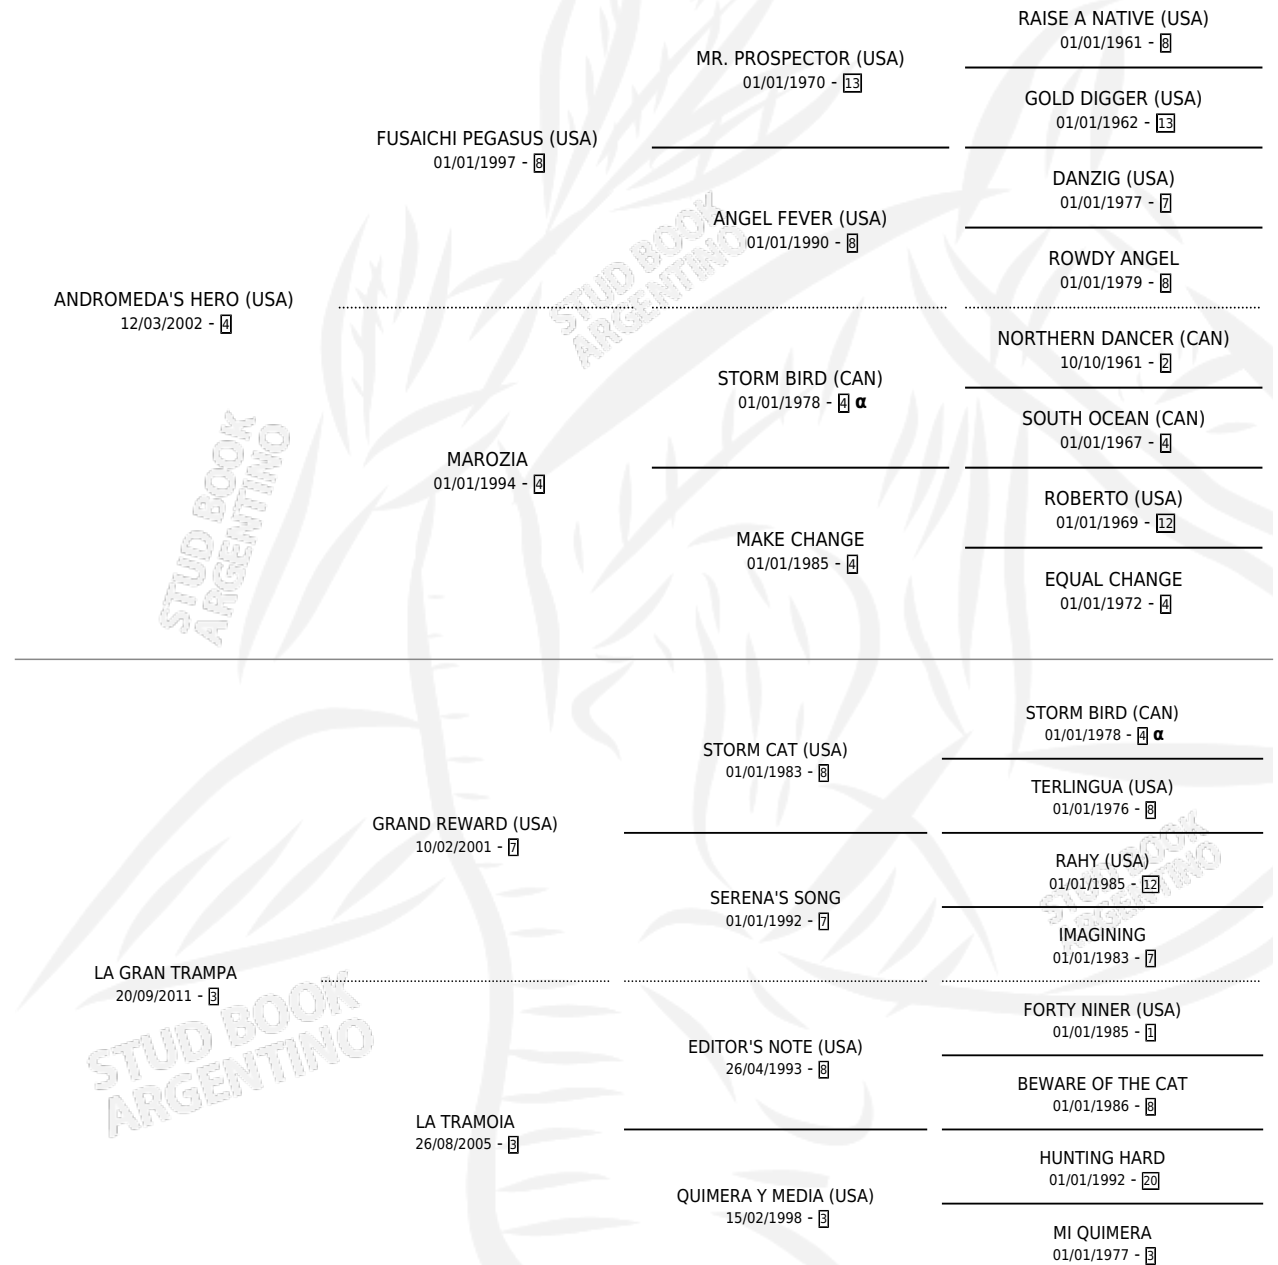 RAISE A NATIVE (USA)
01/01/1961 - 8
MR. PROSPECTOR (USA)
01/01/1970 - 13
GOLD DIGGER (USA)
01/01/1962 - 13
FUSAICHI PEGASUS (USA)
01/01/1997 - 8
DANZIG (USA)
01/01/1977 - 7
ANGEL FEVER (USA)
01/01/1990 - 8
ROWDY ANGEL
01/01/1979 - 8
ANDROMEDA'S HERO (USA)
12/03/2002 - 4
NORTHERN DANCER (CAN)
10/10/1961 - 2
STORM BIRD (CAN)
01/01/1978 - 4 α
SOUTH OCEAN (CAN)
01/01/1967 - 4
MAROZIA
01/01/1994 - 4
ROBERTO (USA)
01/01/1969 - 12
MAKE CHANGE
01/01/1985 - 4
EQUAL CHANGE
01/01/1972 - 4
STORM BIRD (CAN)
01/01/1978 - 4 α
STORM CAT (USA)
01/01/1983 - 8
TERLINGUA (USA)
01/01/1976 - 8
GRAND REWARD (USA)
10/02/2001 - 7
RAHY (USA)
01/01/1985 - 12
SERENA'S SONG
01/01/1992 - 7
IMAGINING
01/01/1983 - 7
LA GRAN TRAMPA
20/09/2011 - 3
FORTY NINER (USA)
01/01/1985 - 1
EDITOR'S NOTE (USA)
26/04/1993 - 8
BEWARE OF THE CAT
01/01/1986 - 8
LA TRAMOIA
26/08/2005 - 3
HUNTING HARD
01/01/1992 - 20
QUIMERA Y MEDIA (USA)
15/02/1998 - 3
MI QUIMERA
01/01/1977 - 3
STUD BOOK
ARGENTINO
STUD BOOK
ARGENTINO
STUD BOOK
ARGENTINO
STUD BOOK
ARGENTINO